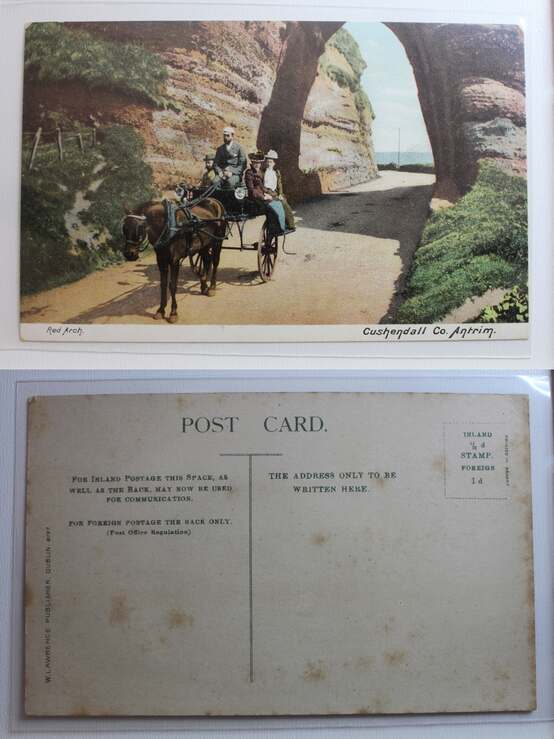 Red Arch.
Cushendall Co. Antrim.
POST CARD.
FOR INLAND POSTAGE THIS SPACE, AS
WELL AS THE BACK, MAY NOW BE USED
FOR COMMUNICATION.
FOR FOREIGN POSTAGE THE BACK ONLY.
(Post Office Regulation)
THE ADDRESS ONLY TO BE
WRITTEN HERE.
INLAND
½ d
STAMP.
FOREIGN
1 d
W. LAWRENCE PUBLISHER, DUBLIN